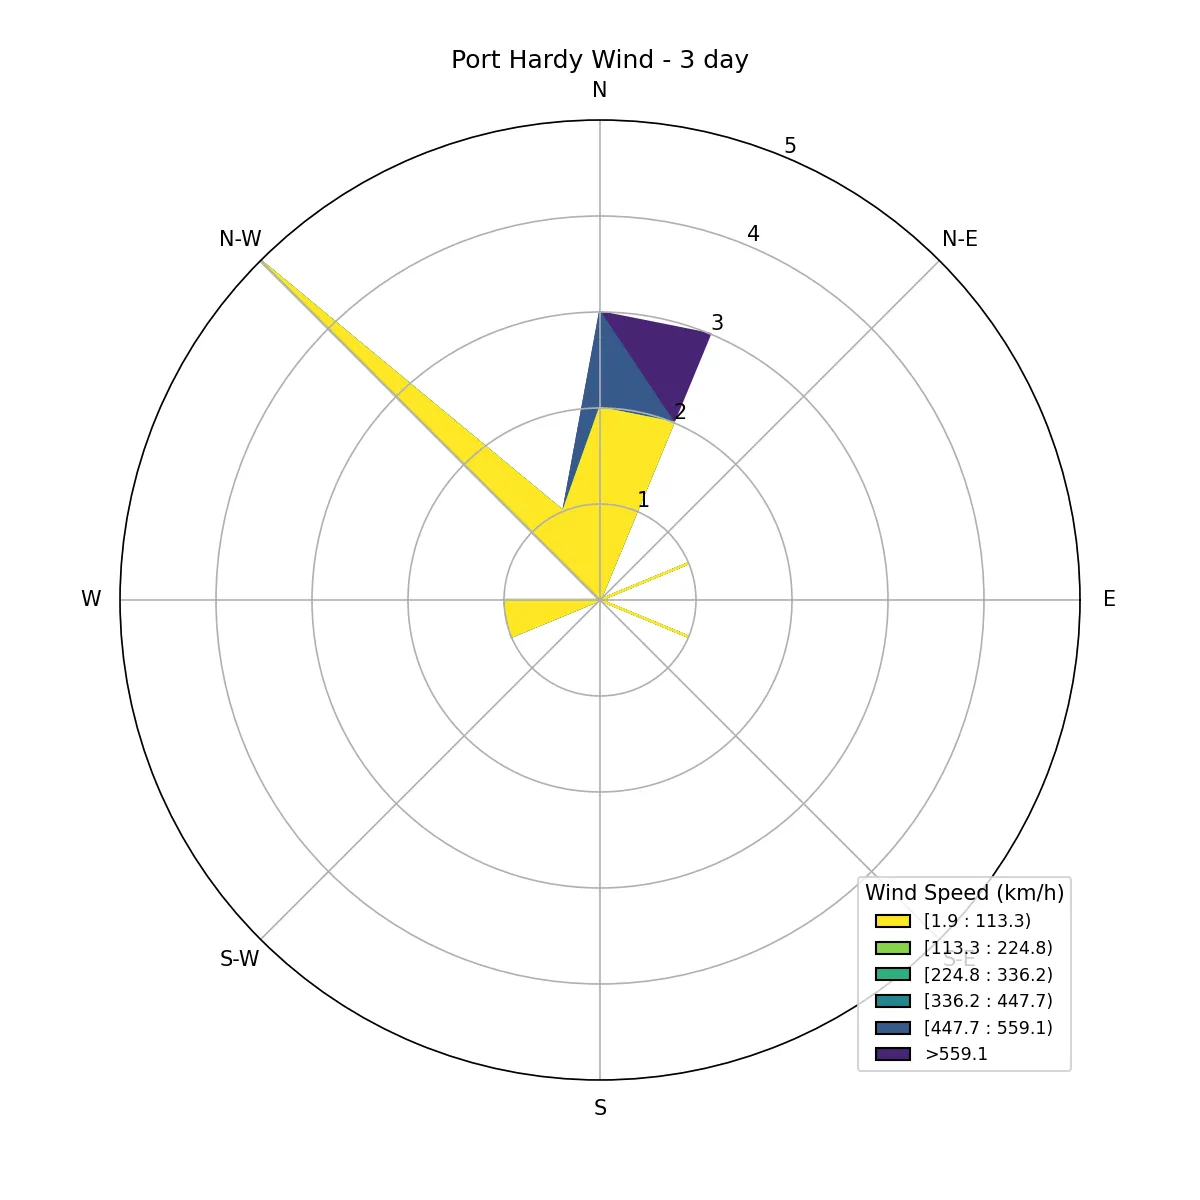 Port Hardy Wind - 3 day
N
5
N-W
N-E
4
3
2
1
W
E
S-W
S-E
S
Wind Speed (km/h)
[1.9 : 113.3)
[113.3 : 224.8)
[224.8 : 336.2)
[336.2 : 447.7)
[447.7 : 559.1)
>559.1